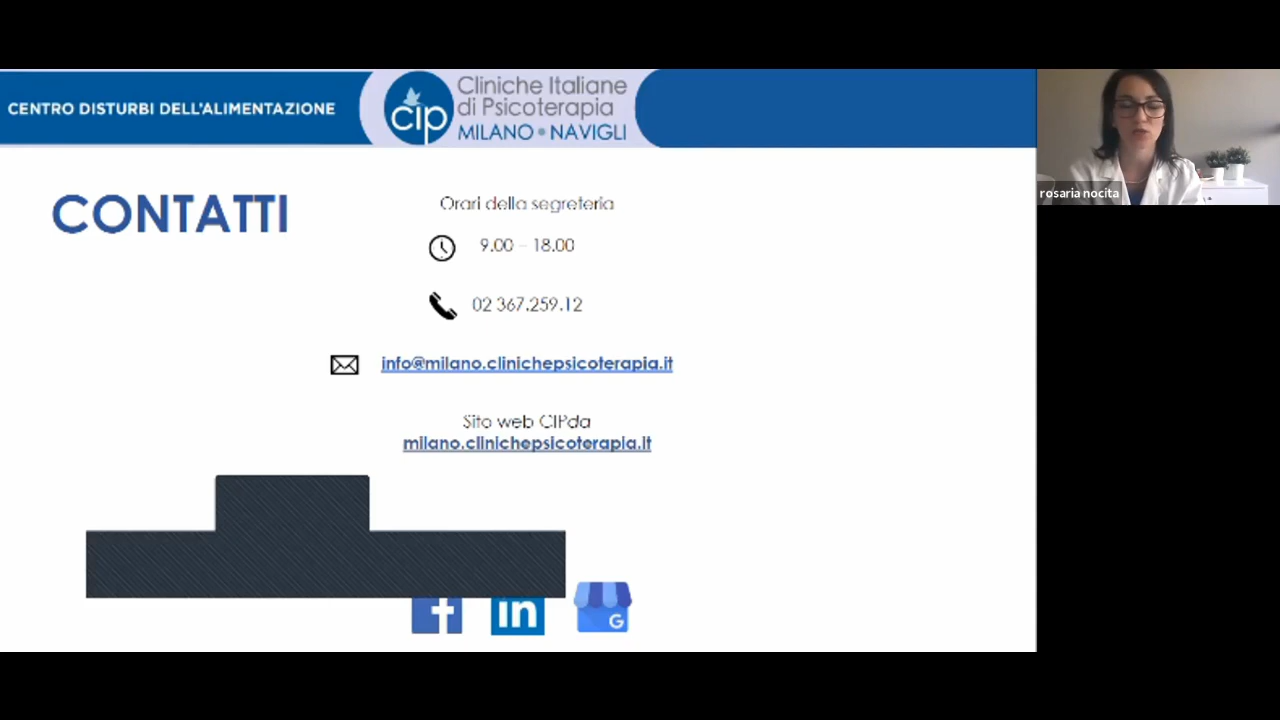 CENTRO DISTURBI DELL'ALIMENTAZIONE
cip
Cliniche Italiane
di Psicoterapia
MILANO • NAVIGLI
rosaria nocita
CONTATTI
Orari della segreteria
9.00 – 18.00
02 367.259.12
info@milano.clinichepsicoterapia.it
Sito web CIPda
milano.clinichepsicoterapia.it
f
in
G